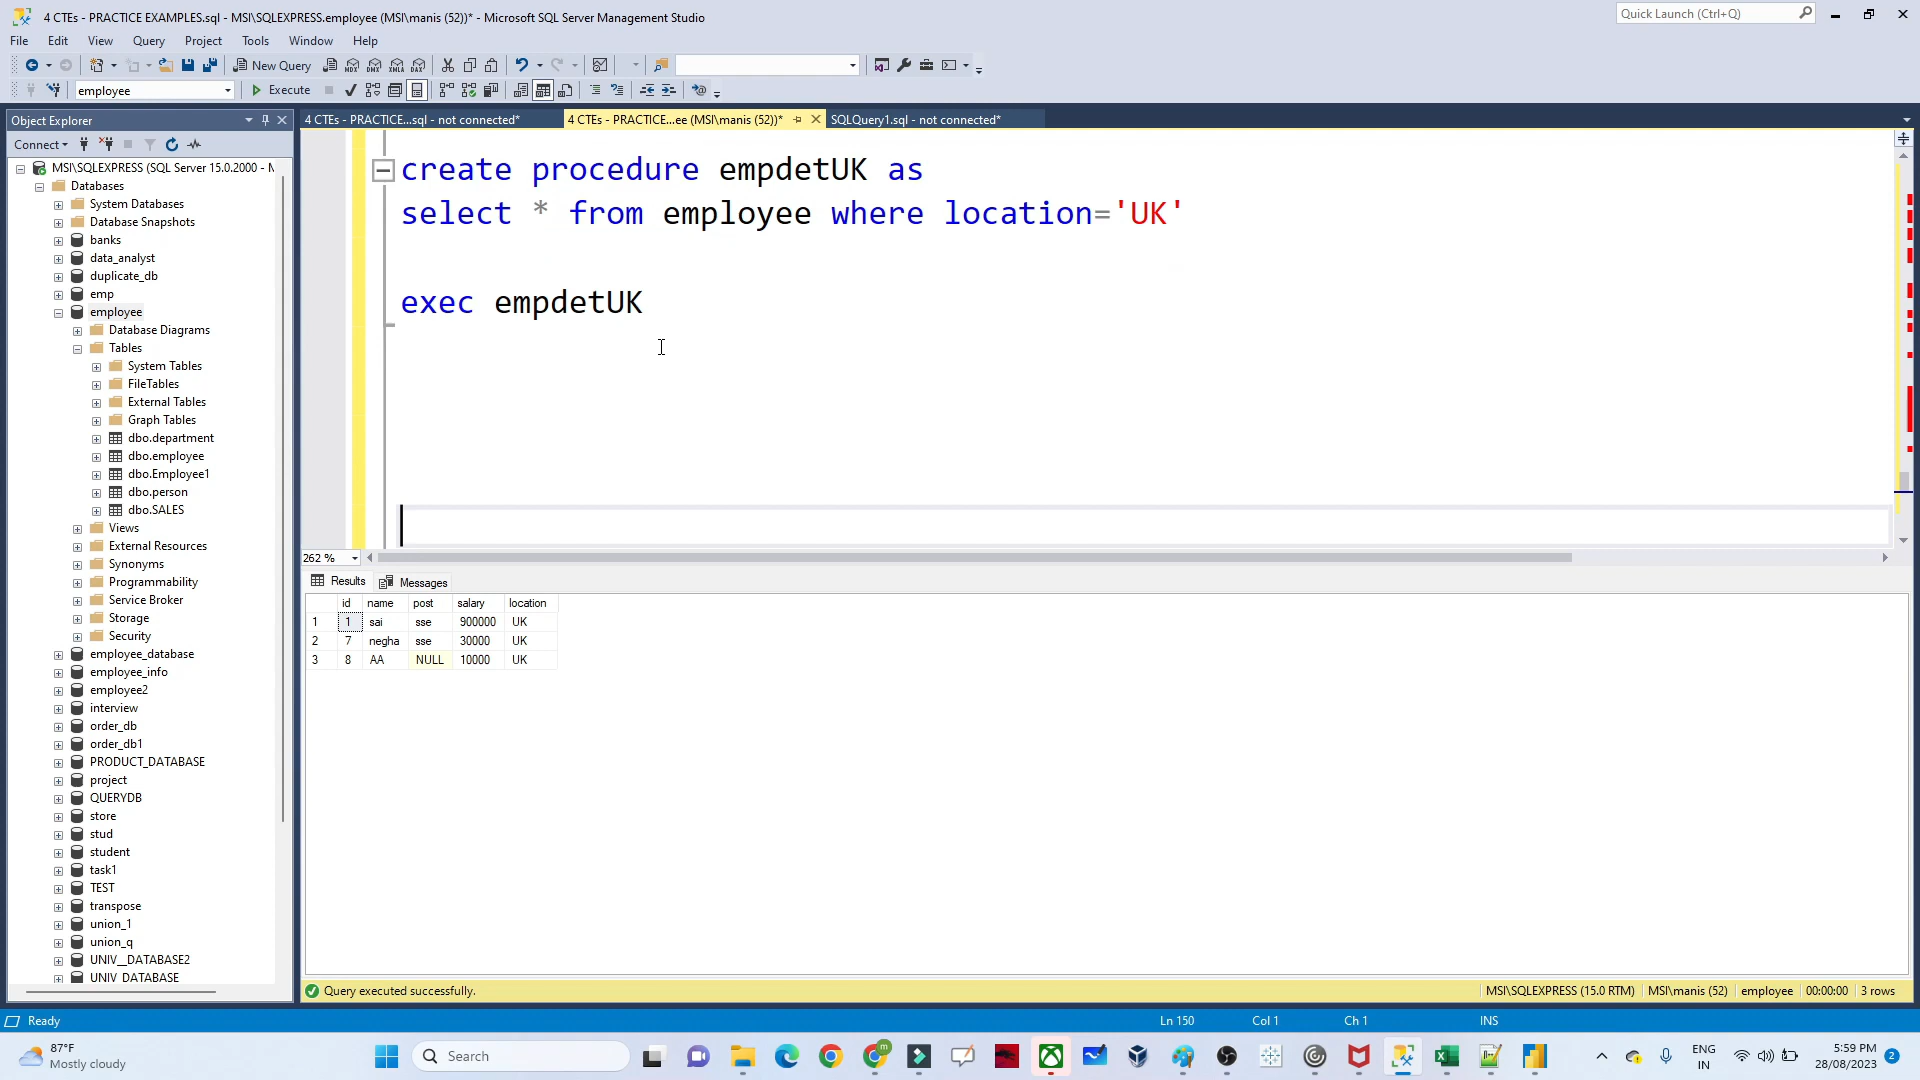 4 CTEs - PRACTICE EXAMPLES.sql - MSI\SQLEXPRESS.employee (MSI\manis (52))* - Microsoft SQL Server Management Studio
Quick Launch (Ctrl+Q)
File Edit View Query Project Tools Window Help
New Query
employee
Execute
Object Explorer
4 CTEs - PRACTICE...sql - not connected*
4 CTEs - PRACTICE...ee (MSI\manis (52))*
SQLQuery1.sql - not connected*
Connect
MSI\SQLEXPRESS (SQL Server 15.0.2000 - M
Databases
System Databases
Database Snapshots
banks
data_analyst
duplicate_db
emp
employee
Database Diagrams
Tables
System Tables
FileTables
External Tables
Graph Tables
dbo.department
dbo.employee
dbo.Employee1
dbo.person
dbo.SALES
Views
External Resources
Synonyms
Programmability
Service Broker
Storage
Security
employee_database
employee_info
employee2
interview
order_db
order_db1
PRODUCT_DATABASE
project
QUERYDB
store
stud
student
task1
TEST
transpose
union_1
union_q
UNIV__DATABASE2
UNIV_DATABASE
create procedure empdetUK as
select * from employee where location='UK'
exec empdetUK
262 %
Results Messages
id name post salary location
1 1 sai sse 900000 UK
2 7 negha sse 30000 UK
3 8 AA NULL 10000 UK
Query executed successfully.
MSI\SQLEXPRESS (15.0 RTM) MSI\manis (52) employee 00:00:00 3 rows
Ready
Ln 150 Col 1 Ch 1 INS
87°F
Mostly cloudy
Search
ENG
IN
5:59 PM
28/08/2023
2